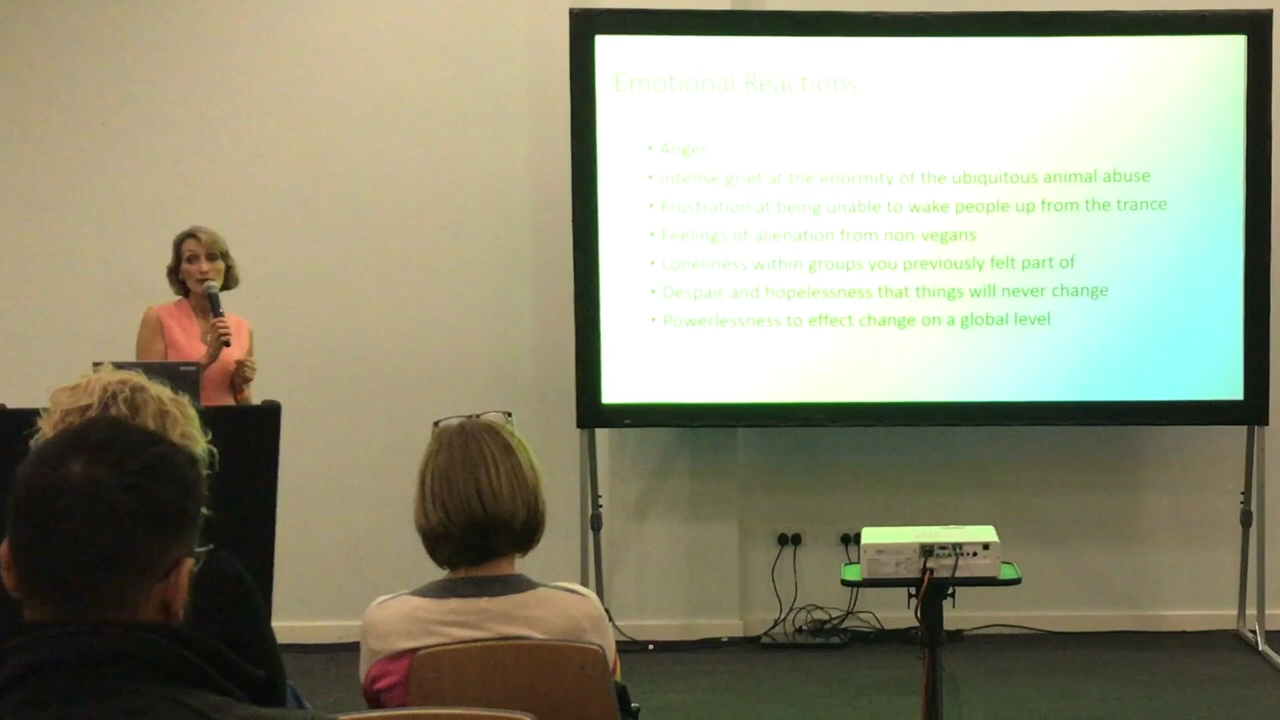 Emotional Reactions
• Anger
• Intense grief at the enormity of the ubiquitous animal abuse
• Frustration at being unable to wake people up from the trance
• Feelings of alienation from non-vegans
• Loneliness within groups you previously felt part of
• Despair and hopelessness that things will never change
• Powerlessness to effect change on a global level